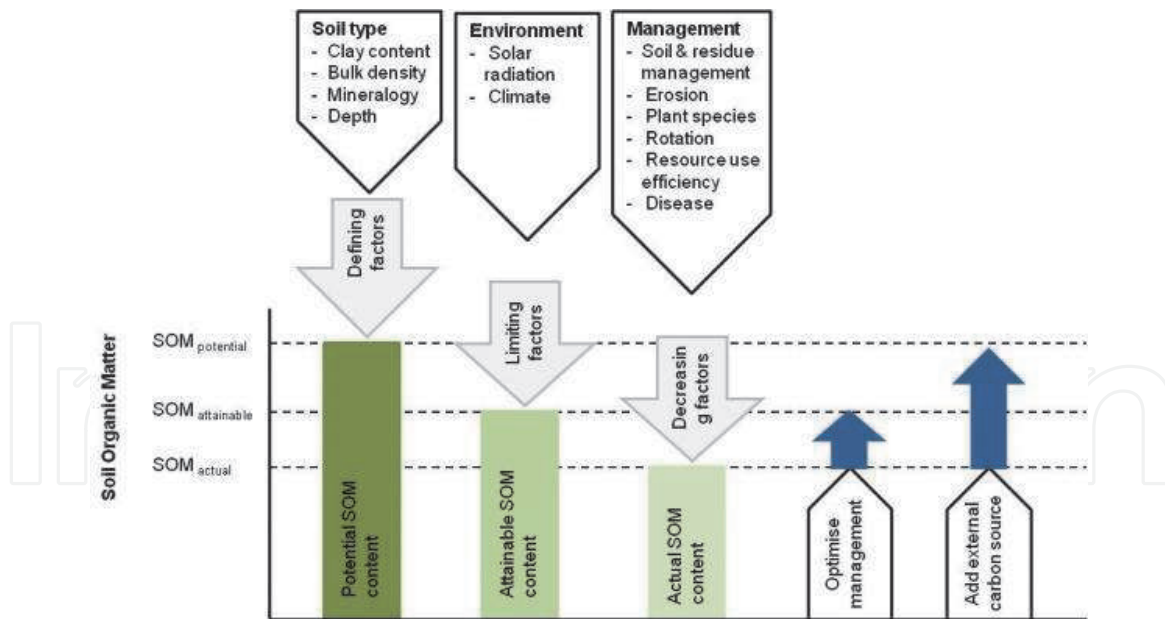 Soil type
- Clay content
- Bulk density
- Mineralogy
- Depth
Environment
- Solar
radiation
- Climate
Management
- Soil & residue
management
- Erosion
- Plant species
- Rotation
- Resource use
efficiency
- Disease
Defining
factors
Limiting
factors
Decreasin
g factors
Soil Organic Matter
SOM potential
SOM attainable
SOM actual
Potential SOM
content
Attainable SOM
content
Actual SOM
content
Optimise
management
Add external
carbon source